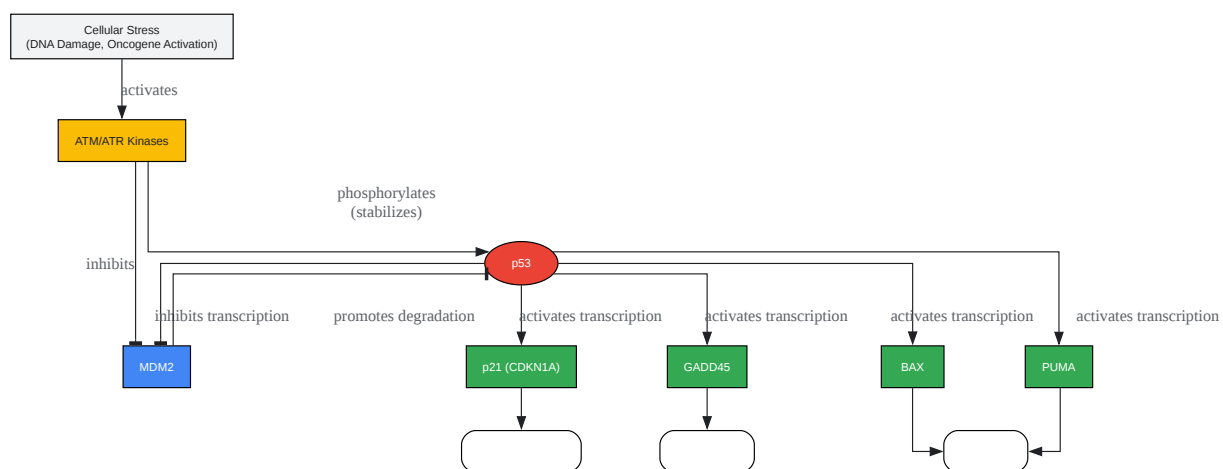 Cellular Stress
(DNA Damage, Oncogene Activation)
activates
ATM/ATR Kinases
phosphorylates
(stabilizes)
inhibits
p53
inhibits transcription
promotes degradation
activates transcription
activates transcription
activates transcription
activates transcription
MDM2
p21 (CDKN1A)
GADD45
BAX
PUMA